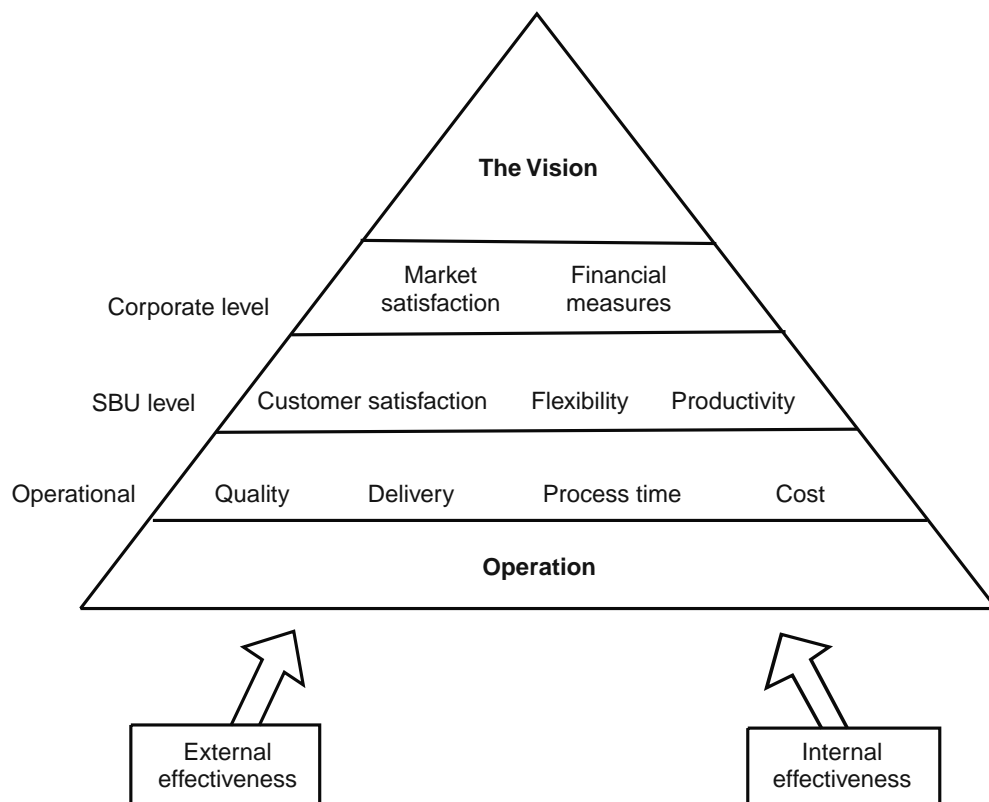 The Vision
Market
satisfaction
Financial
measures
Corporate level
SBU level
Customer satisfaction
Flexibility
Productivity
Operational
Quality
Delivery
Process time
Cost
Operation
External
effectiveness
Internal
effectiveness